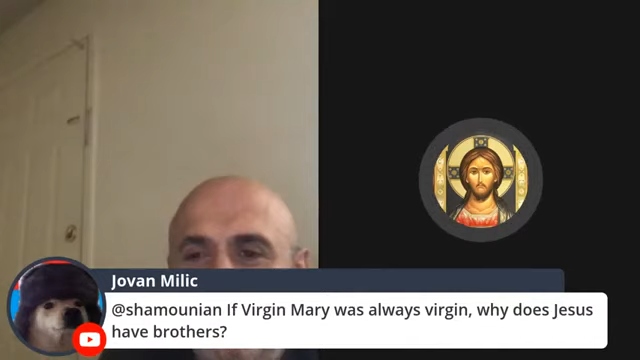 Jovan Milic
@shamounian If Virgin Mary was always virgin, why does Jesus
have brothers?